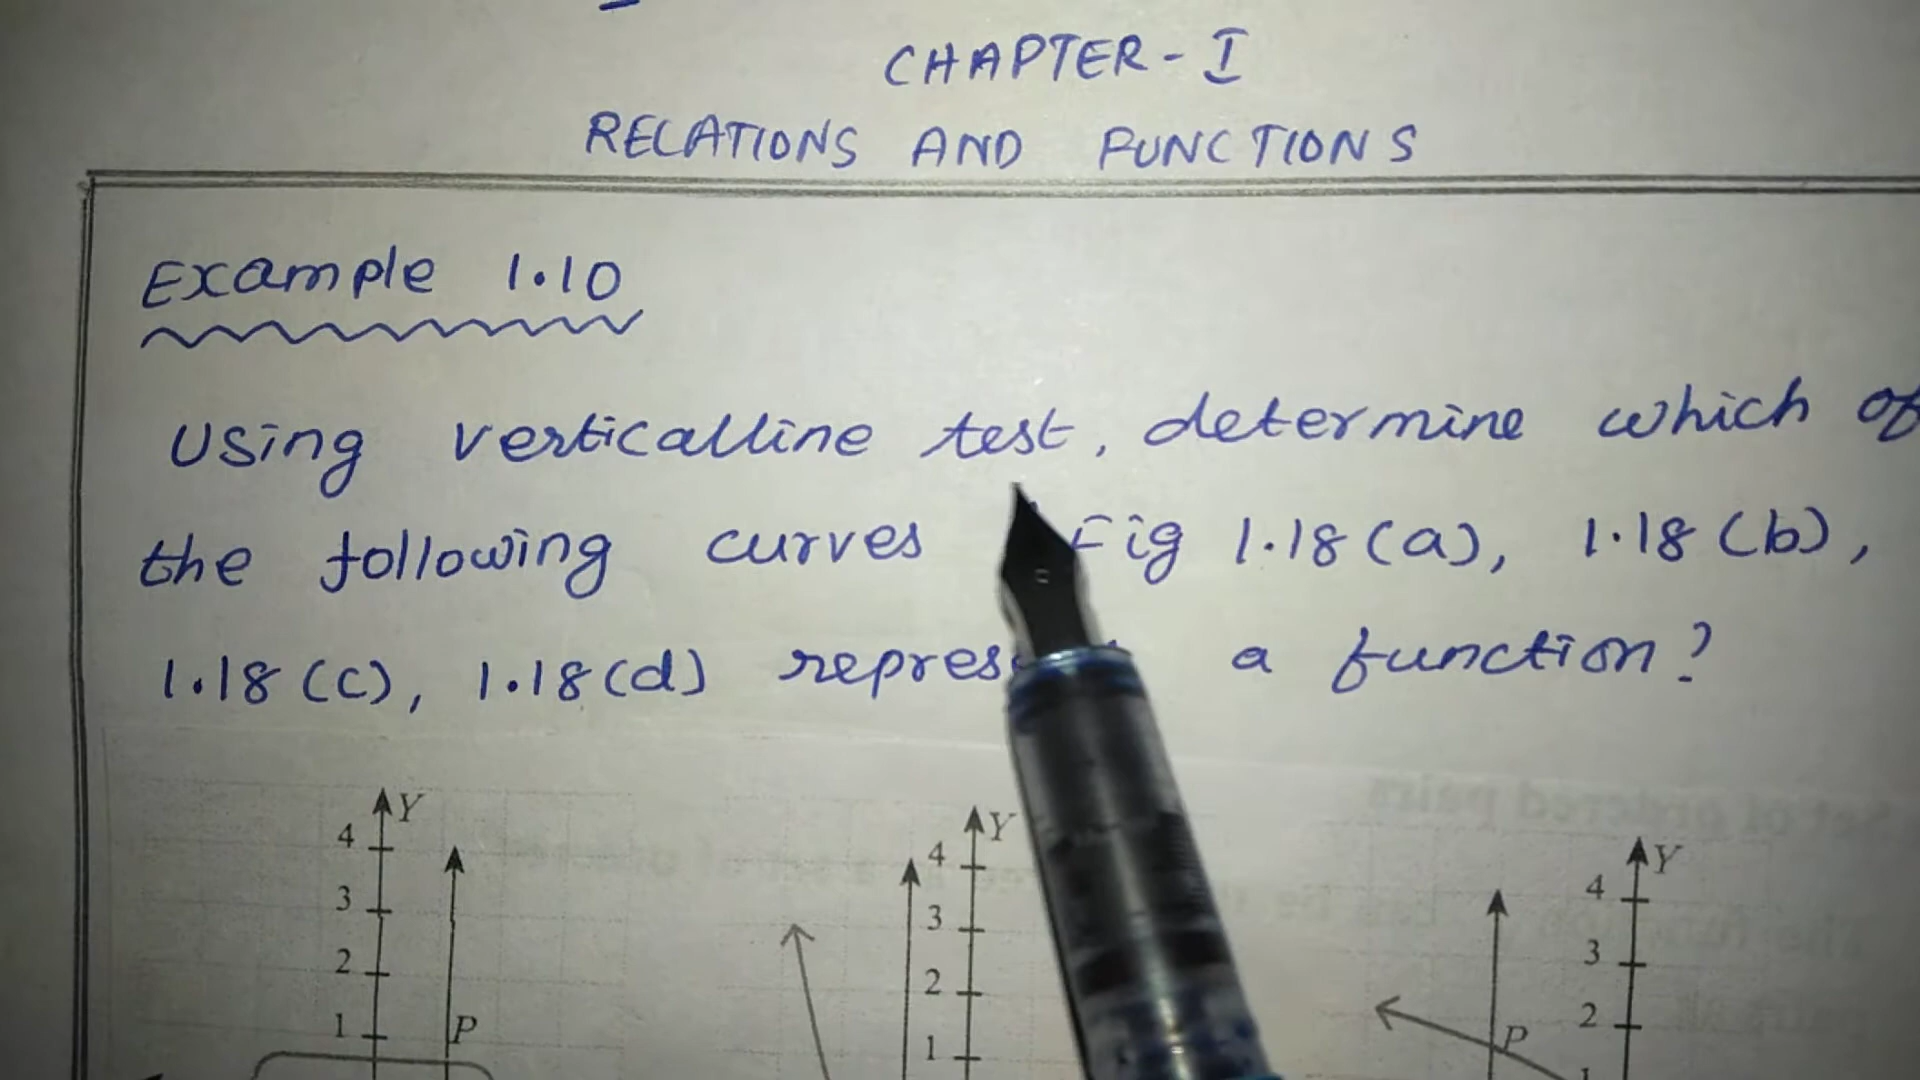 CHAPTER-I
RELATIONS AND FUNCTIONS
Example 1.10
Using verticalline test, determine which of
the following curves Fig 1.18(a), 1.18(b),
1.18(c), 1.18(d) a function?
Y
4
3
2
1
P
Y
4
3
2
1
Y
4
3
2
P
1